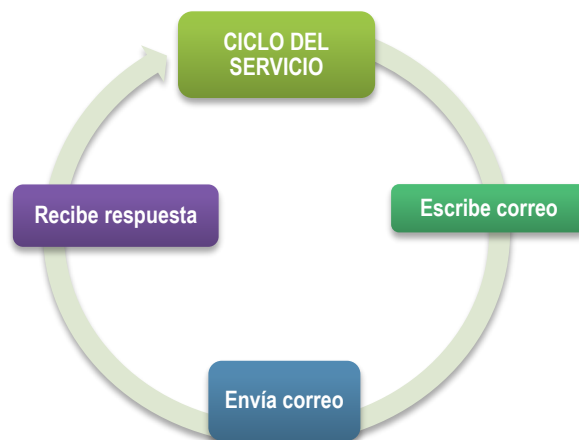 CICLO DEL
SERVICIO
Escribe correo
Envía correo
Recibe respuesta